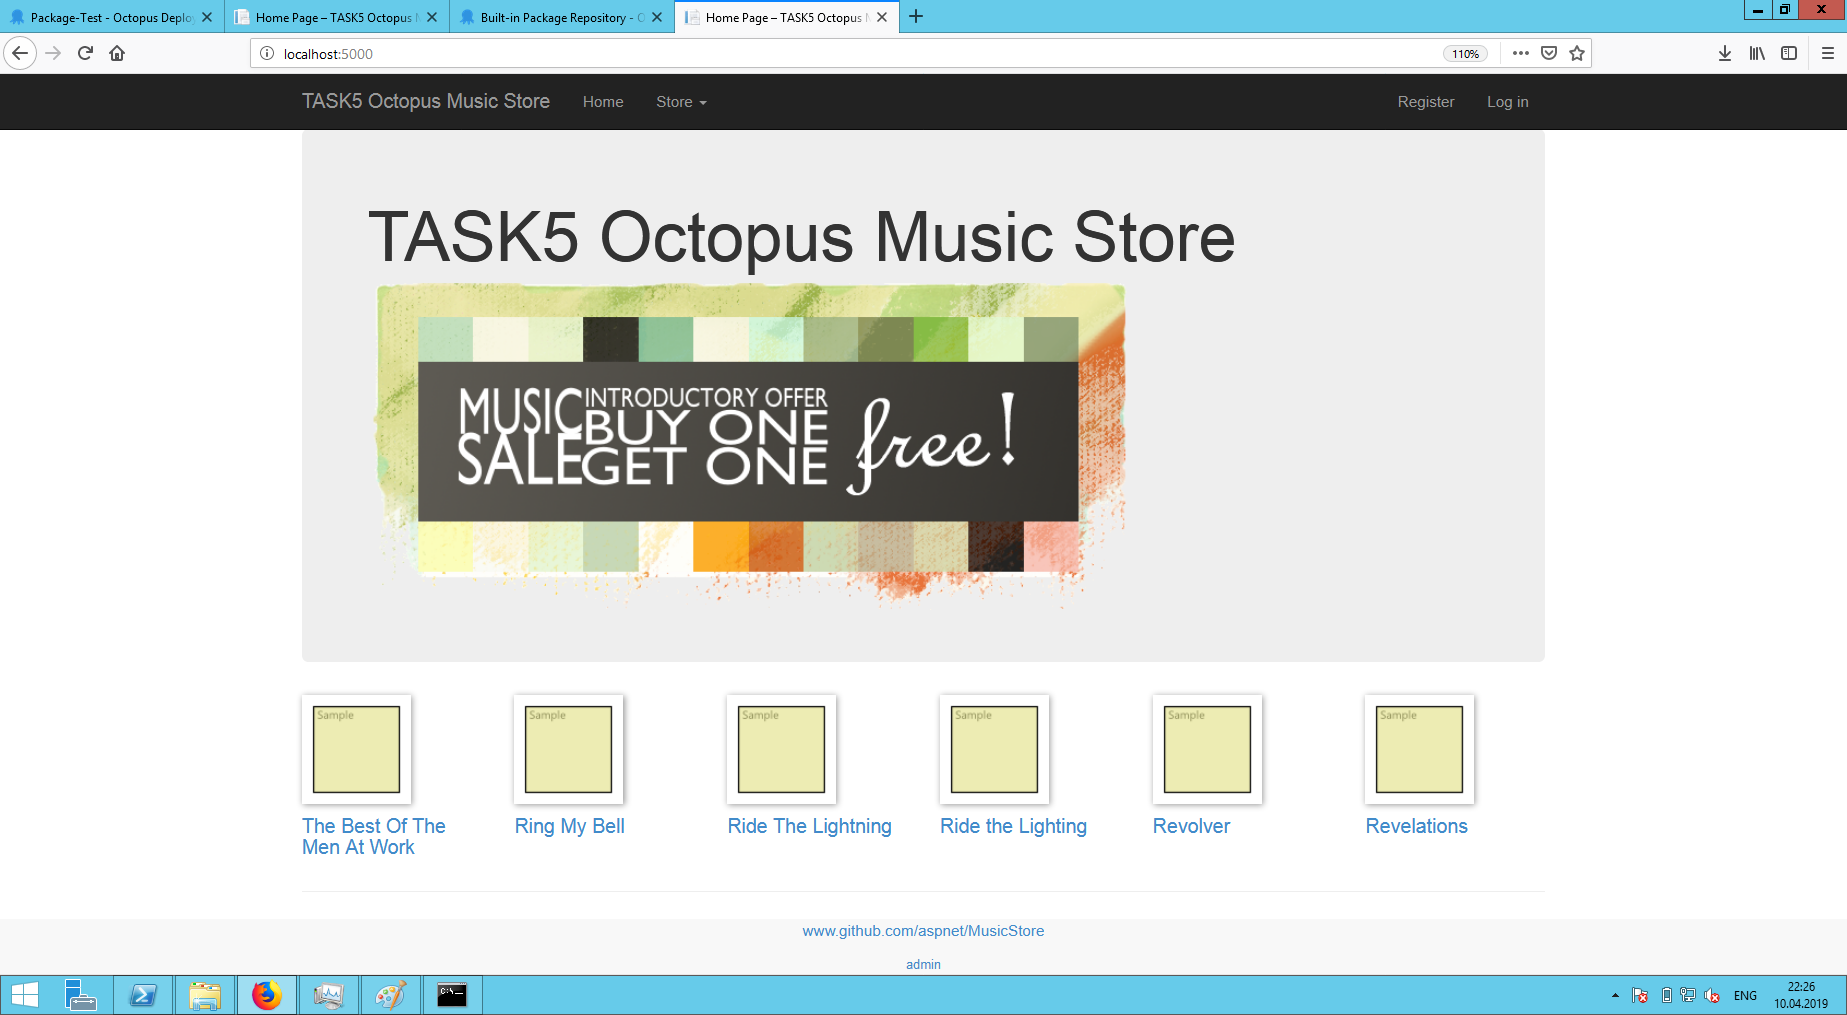 Package-Test - Octopus Deploy
Home Page – TASK5 Octopus M
Built-in Package Repository - O
Home Page – TASK5 Octopus M
localhost:5000
110%
TASK5 Octopus Music Store
Home
Store
Register
Log in
TASK5 Octopus Music Store
MUSIC
SALE
INTRODUCTORY OFFER
BUY ONE
GET ONE
free!
Sample
Sample
Sample
Sample
Sample
Sample
The Best Of The
Men At Work
Ring My Bell
Ride The Lightning
Ride the Lighting
Revolver
Revelations
www.github.com/aspnet/MusicStore
admin
ENG
22:26
10.04.2019